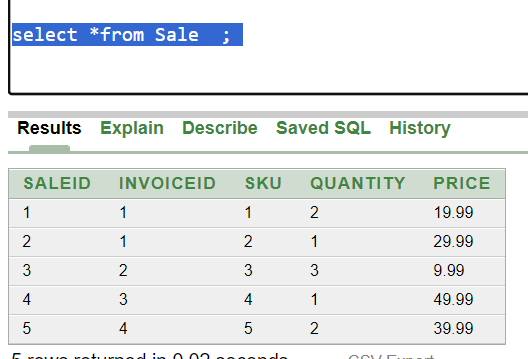 select *from Sale  ;
Results Explain Describe Saved SQL History
SALEID INVOICEID SKU QUANTITY PRICE
1 1 1 2 19.99
2 1 2 1 29.99
3 2 3 3 9.99
4 3 4 1 49.99
5 4 5 2 39.99
5 rows returned in 0.02 seconds CSV Export